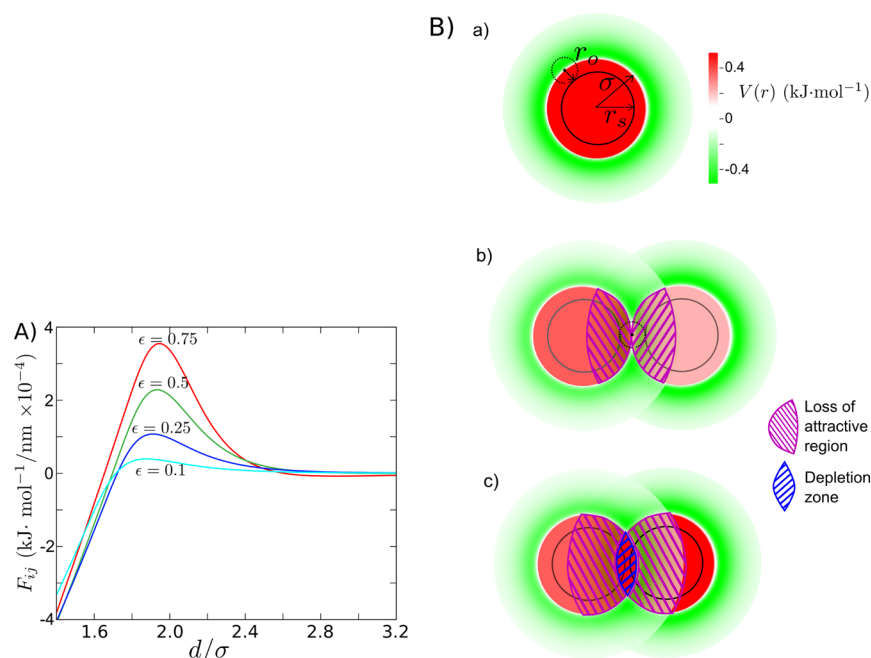 A)
F_{ij} (kJ· mol⁻¹/nm ×10⁻⁴)
4
2
0
-2
-4
ϵ = 0.75
ϵ = 0.5
ϵ = 0.25
ϵ = 0.1
1.6
2.0
2.4
2.8
3.2
d/σ
B)
a)
r_o
σ
r_s
0.4
0
-0.4
V(r) (kJ·mol⁻¹)
b)
Loss of
attractive
region
c)
Depletion
zone